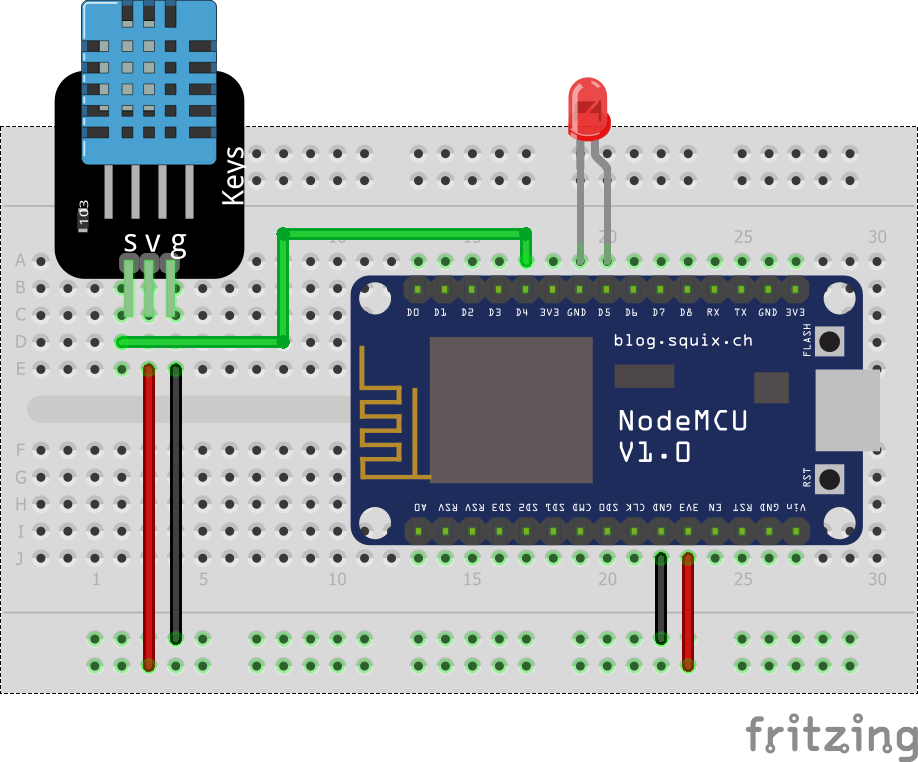 Keys
103
s v g
10 20 25 30
A
B
C
D
E
D0 D1 D2 D3 D4 3V3 GND D5 D6 D7 D8 RX TX GND 3V3
FLASH
blog.squix.ch
NodeMCU
V1.0
RST
F
G
H
I
J
A0 RSV RSV SD3 SD2 SD1 CMD SD0 CLK GND 3V3 EN RST GND Vin
1 5 10 15 20 25 30
fritzing